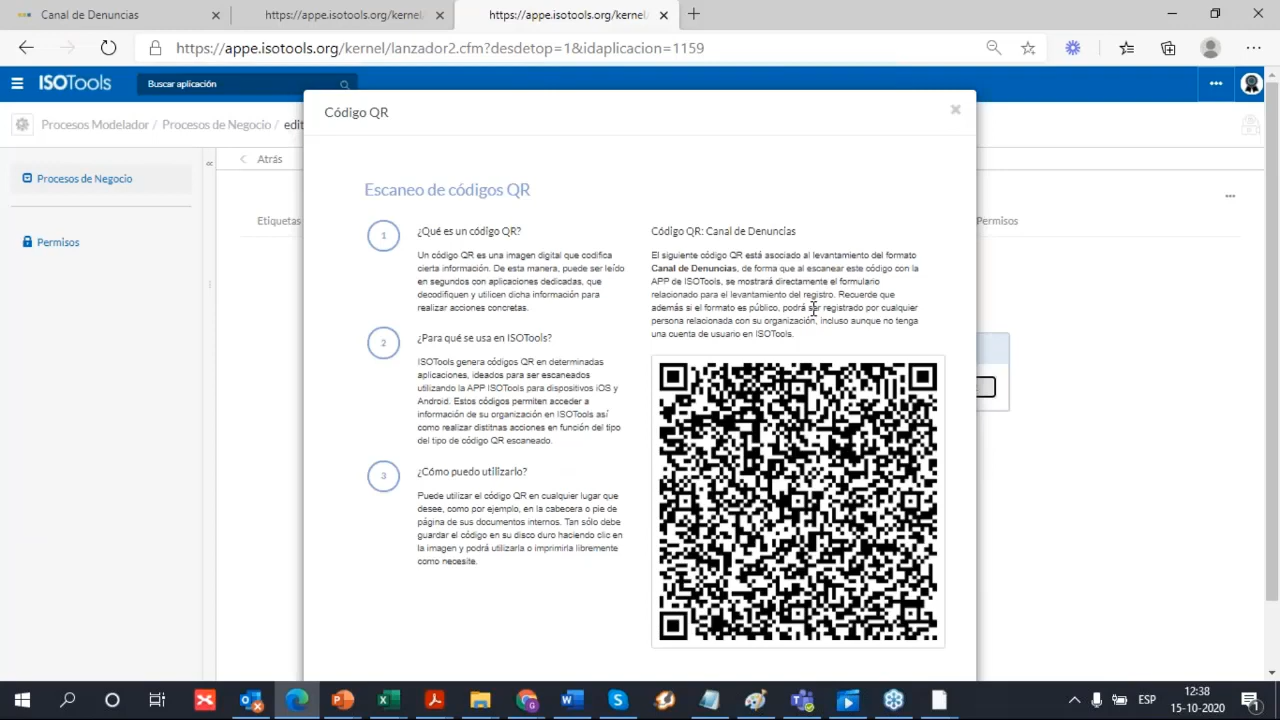 Canal de Denuncias
https://appe.isotools.org/kernel/
https://appe.isotools.org/kernel/
https://appe.isotools.org/kernel/lanzador2.cfm?desdetop=1&idaplicacion=1159
ISOTools
Buscar aplicación
Procesos Modelador / Procesos de Negocio / edit
Procesos de Negocio
Permisos
Atrás
Etiquetas
Permisos
Código QR
Escaneo de códigos QR
1
¿Qué es un código QR?
Un código QR es una imagen digital que codifica
cierta información. De esta manera, puede ser leído
en segundos con aplicaciones dedicadas, que
decodifiquen y utilicen dicha información para
realizar acciones concretas.
2
¿Para qué se usa en ISOTools?
ISOTools genera códigos QR en determinadas
aplicaciones, ideados para ser escaneados
utilizando la APP ISOTools para dispositivos iOS y
Android. Estos códigos permiten acceder a
información de su organización en ISOTools así
como realizar distitnas acciones en función del tipo
del tipo de código QR escaneado.
3
¿Cómo puedo utilizarlo?
Puede utilizar el código QR en cualquier lugar que
desee, como por ejemplo, en la cabecera o pie de
página de sus documentos internos. Tan sólo debe
guardar el código en su disco duro haciendo clic en
la imagen y podrá utilizarla o imprimirla libremente
como necesite.
Código QR: Canal de Denuncias
El siguiente código QR está asociado al levantamiento del formato
Canal de Denuncias, de forma que al escanear este código con la
APP de ISOTools, se mostrará directamente el formulario
relacionado para el levantamiento del registro. Recuerde que
además si el formato es público, podrá ser registrado por cualquier
persona relacionada con su organización, incluso aunque no tenga
una cuenta de usuario en ISOTools.
ESP
12:38
15-10-2020